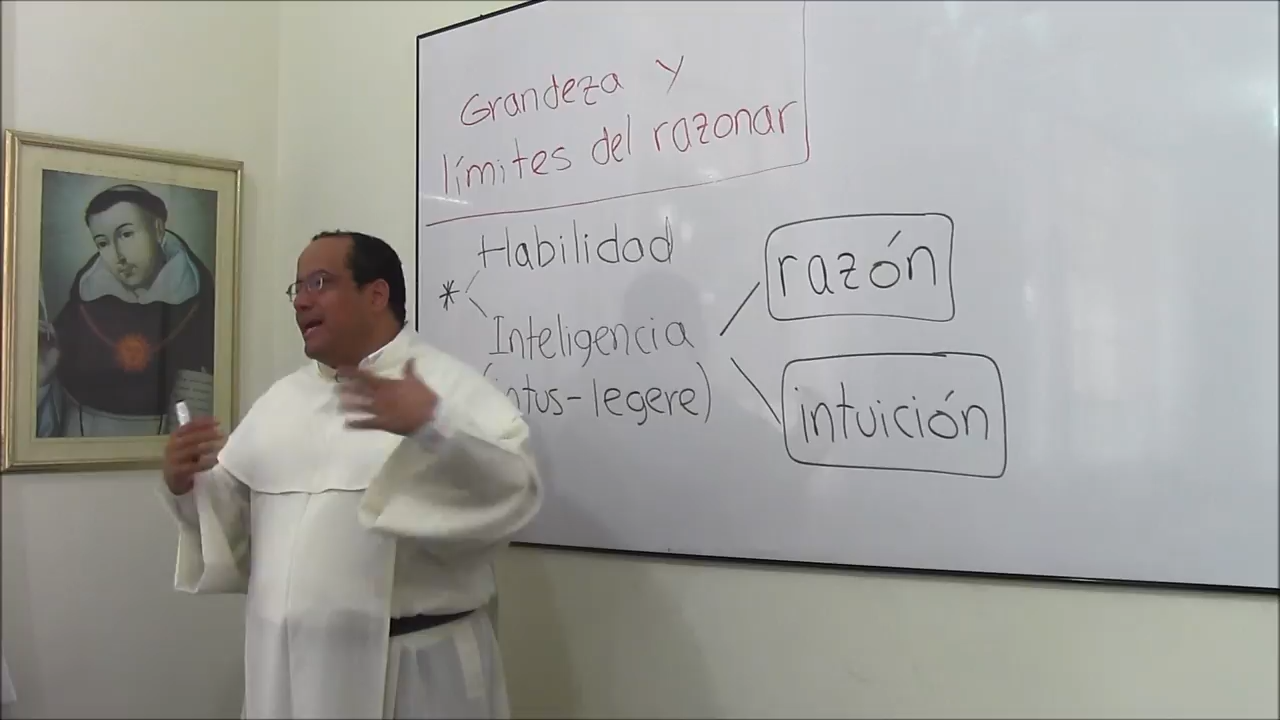 Grandeza y
límites del razonar
* Habilidad
Inteligencia
(intus-legere)
razón
intuición